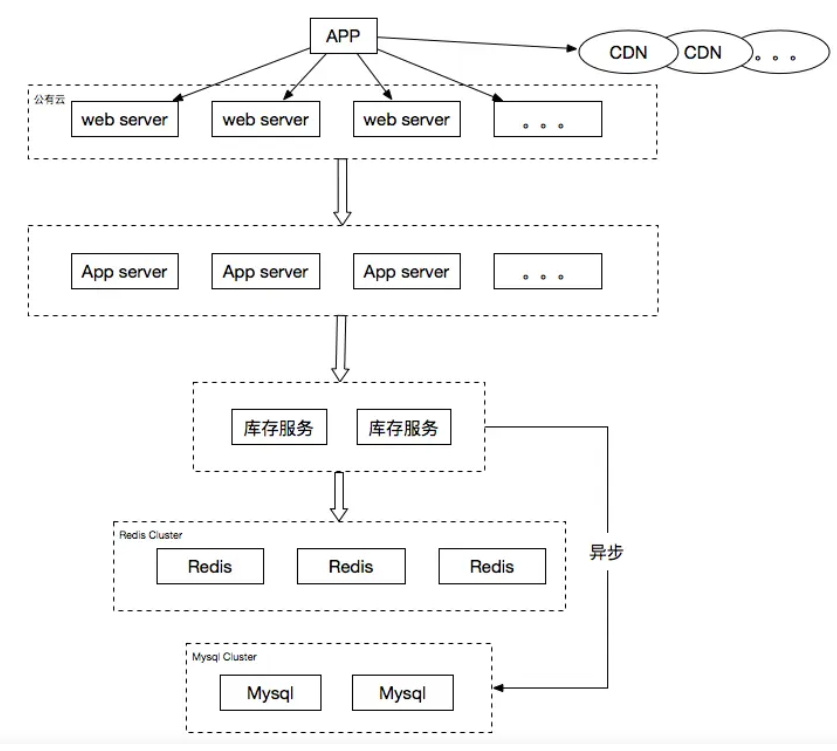 APP
CDN CDN 。。。
公有云
web server web server web server 。。。
App server App server App server 。。。
库存服务 库存服务
Redis Cluster
异步
Redis Redis Redis
Mysql Cluster
Mysql Mysql